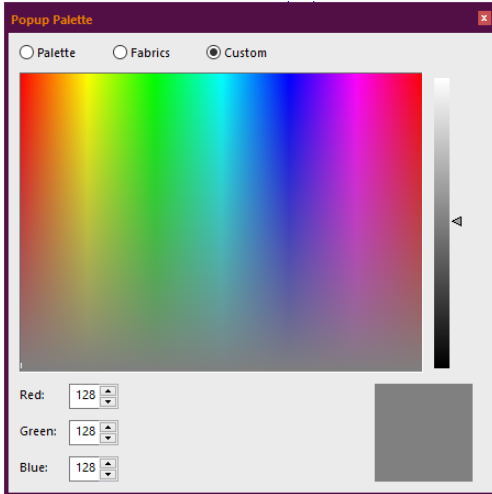 Popup Palette
x
Palette Fabrics Custom
Red: 128
Green: 128
Blue: 128